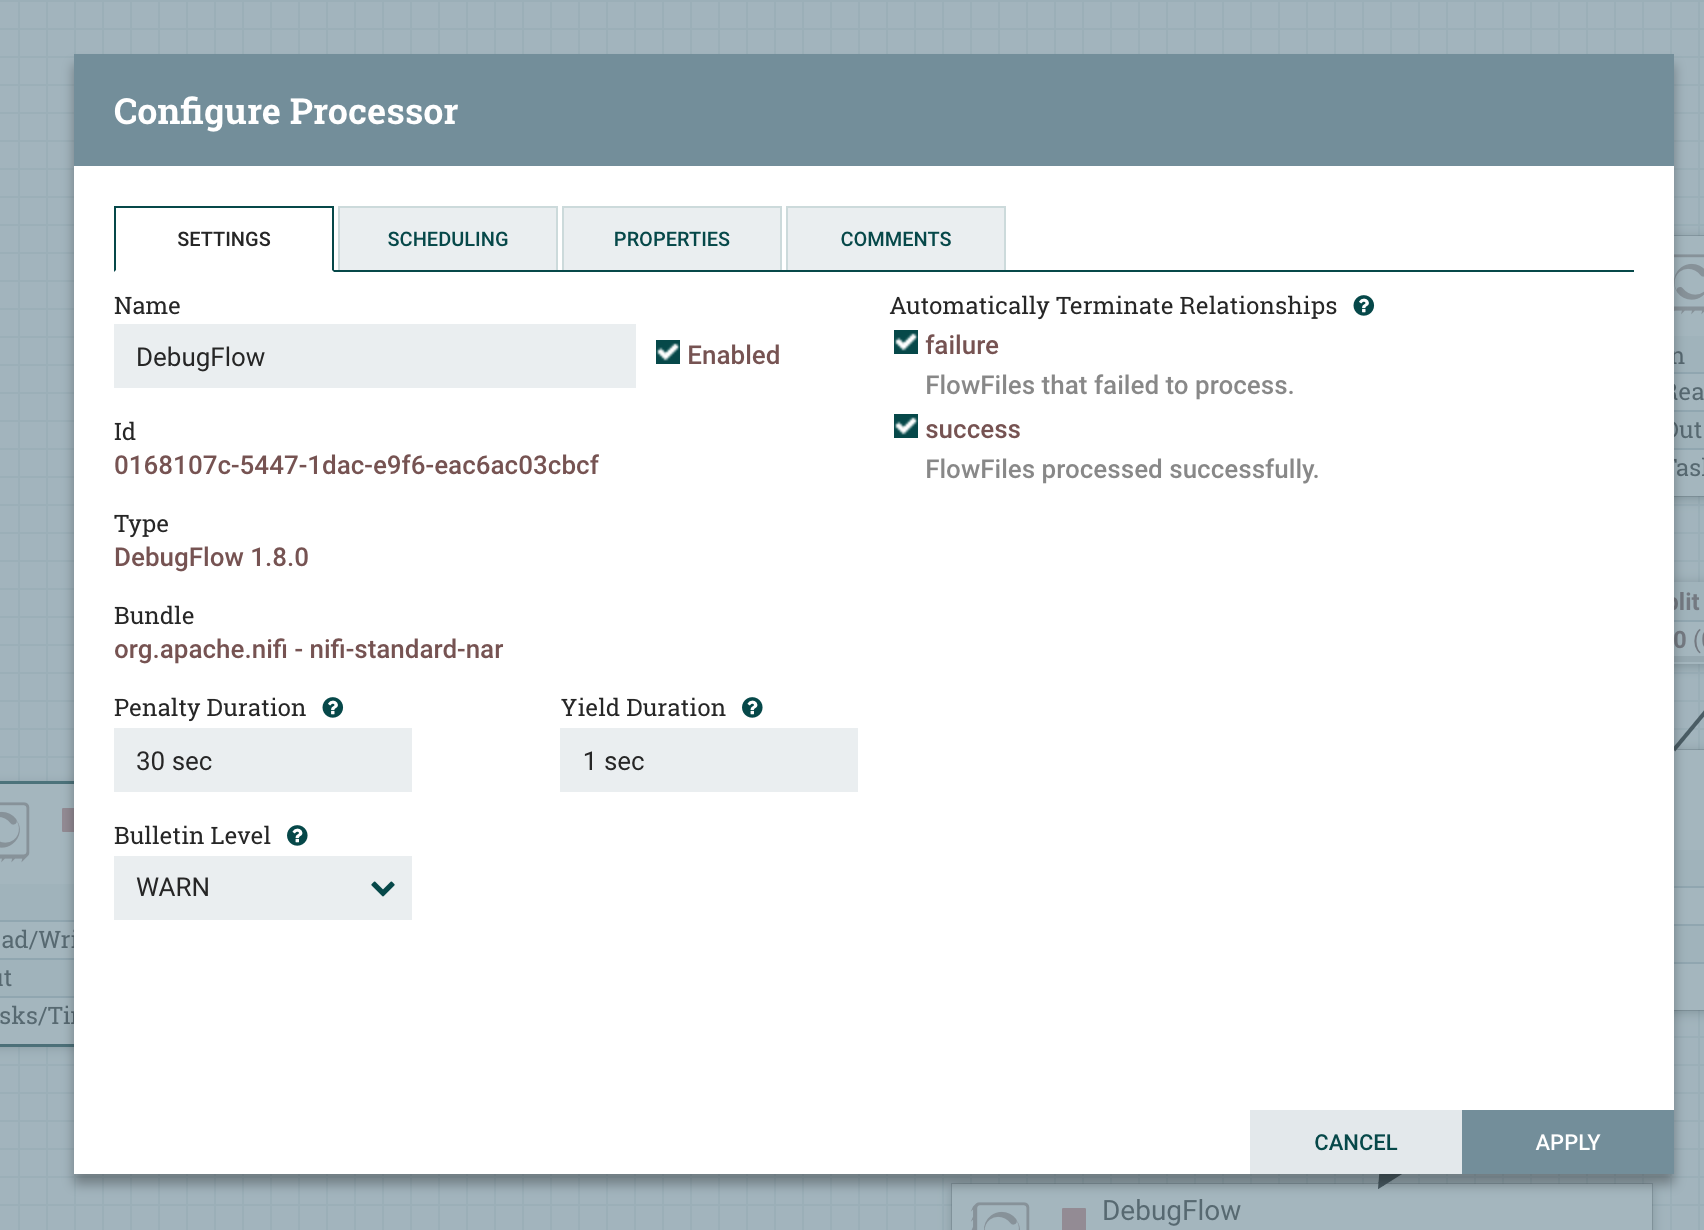 Configure Processor
SETTINGS
SCHEDULING
PROPERTIES
COMMENTS
Name
DebugFlow
Enabled
Id
0168107c-5447-1dac-e9f6-eac6ac03cbcf
Type
DebugFlow 1.8.0
Bundle
org.apache.nifi - nifi-standard-nar
Penalty Duration
30 sec
Yield Duration
1 sec
Bulletin Level
WARN
Automatically Terminate Relationships
failure
FlowFiles that failed to process.
success
FlowFiles processed successfully.
CANCEL
APPLY
DebugFlow